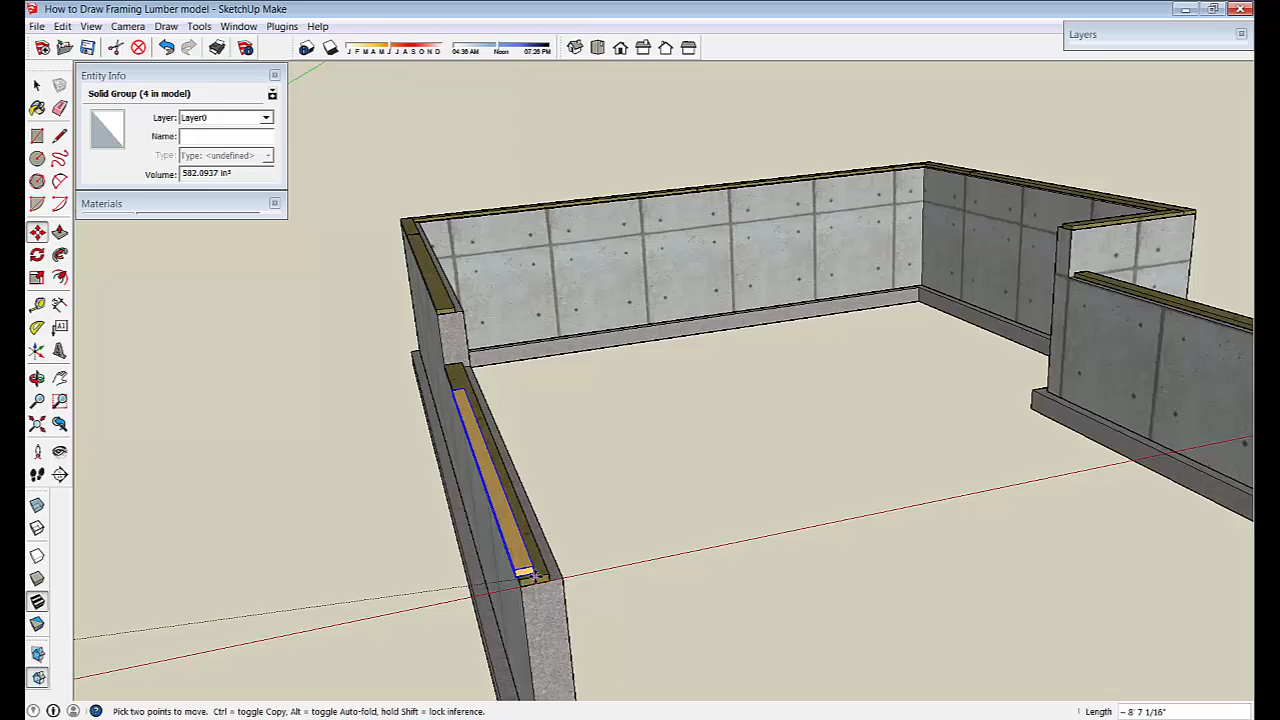 How to Draw Framing Lumber model - SketchUp Make
File Edit View Camera Draw Tools Window Plugins Help
J F M A M J J A S O N D
04:36 AM Noon 07:26 PM
Layers
Entity Info
Solid Group (4 in model)
Layer: Layer0
Name:
Type: Type: <undefined>
Volume: 582.0937 in³
Materials
A1
Pick two points to move. Ctrl = toggle Copy, Alt = toggle Auto-fold, hold Shift = lock inference.
Length ~ 8' 7 1/16"